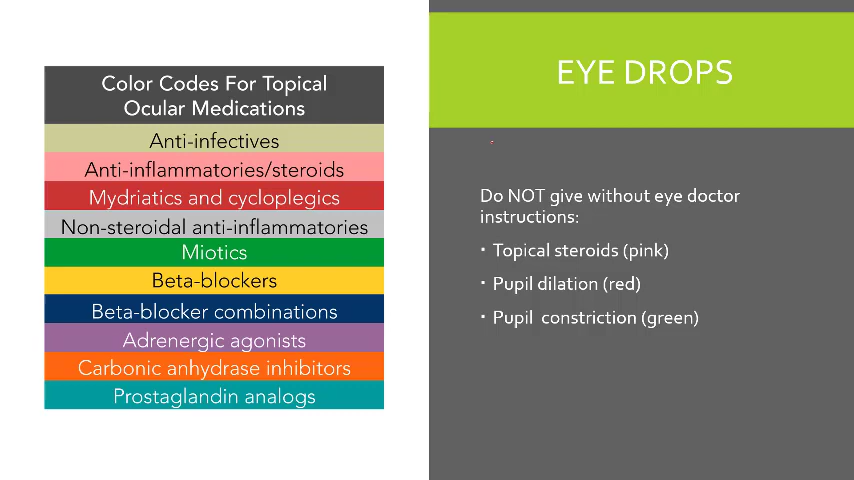 Color Codes For Topical
Ocular Medications
Anti-infectives
Anti-inflammatories/steroids
Mydriatics and cycloplegics
Non-steroidal anti-inflammatories
Miotics
Beta-blockers
Beta-blocker combinations
Adrenergic agonists
Carbonic anhydrase inhibitors
Prostaglandin analogs
EYE DROPS
Do NOT give without eye doctor
instructions:
▪ Topical steroids (pink)
▪ Pupil dilation (red)
▪ Pupil constriction (green)